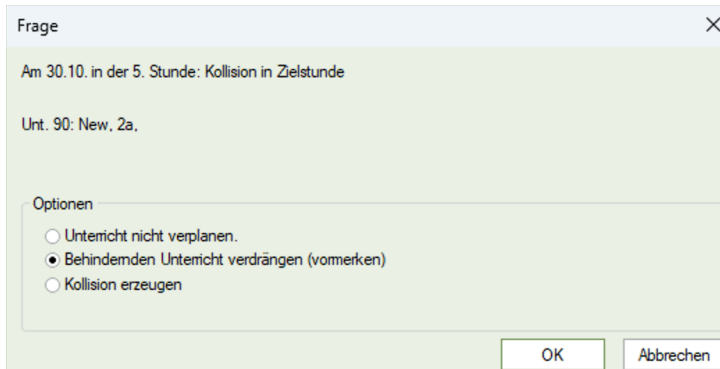 Frage
Am 30.10. in der 5. Stunde: Kollision in Zielstunde
Unt. 90: New, 2a,
Optionen
Unterricht nicht verplanen.
Behindernden Unterricht verdrängen (vormerken)
Kollision erzeugen
OK Abbrechen